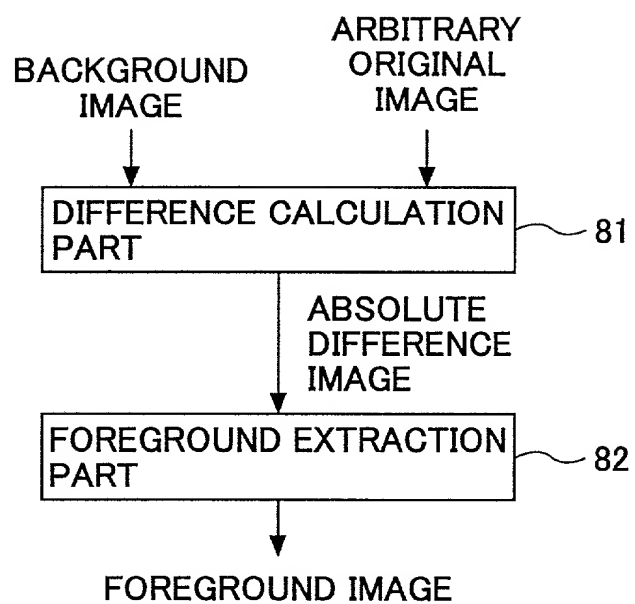 BACKGROUND
IMAGE
ARBITRARY
ORIGINAL
IMAGE
DIFFERENCE CALCULATION
PART
81
ABSOLUTE
DIFFERENCE
IMAGE
FOREGROUND EXTRACTION
PART
82
FOREGROUND IMAGE